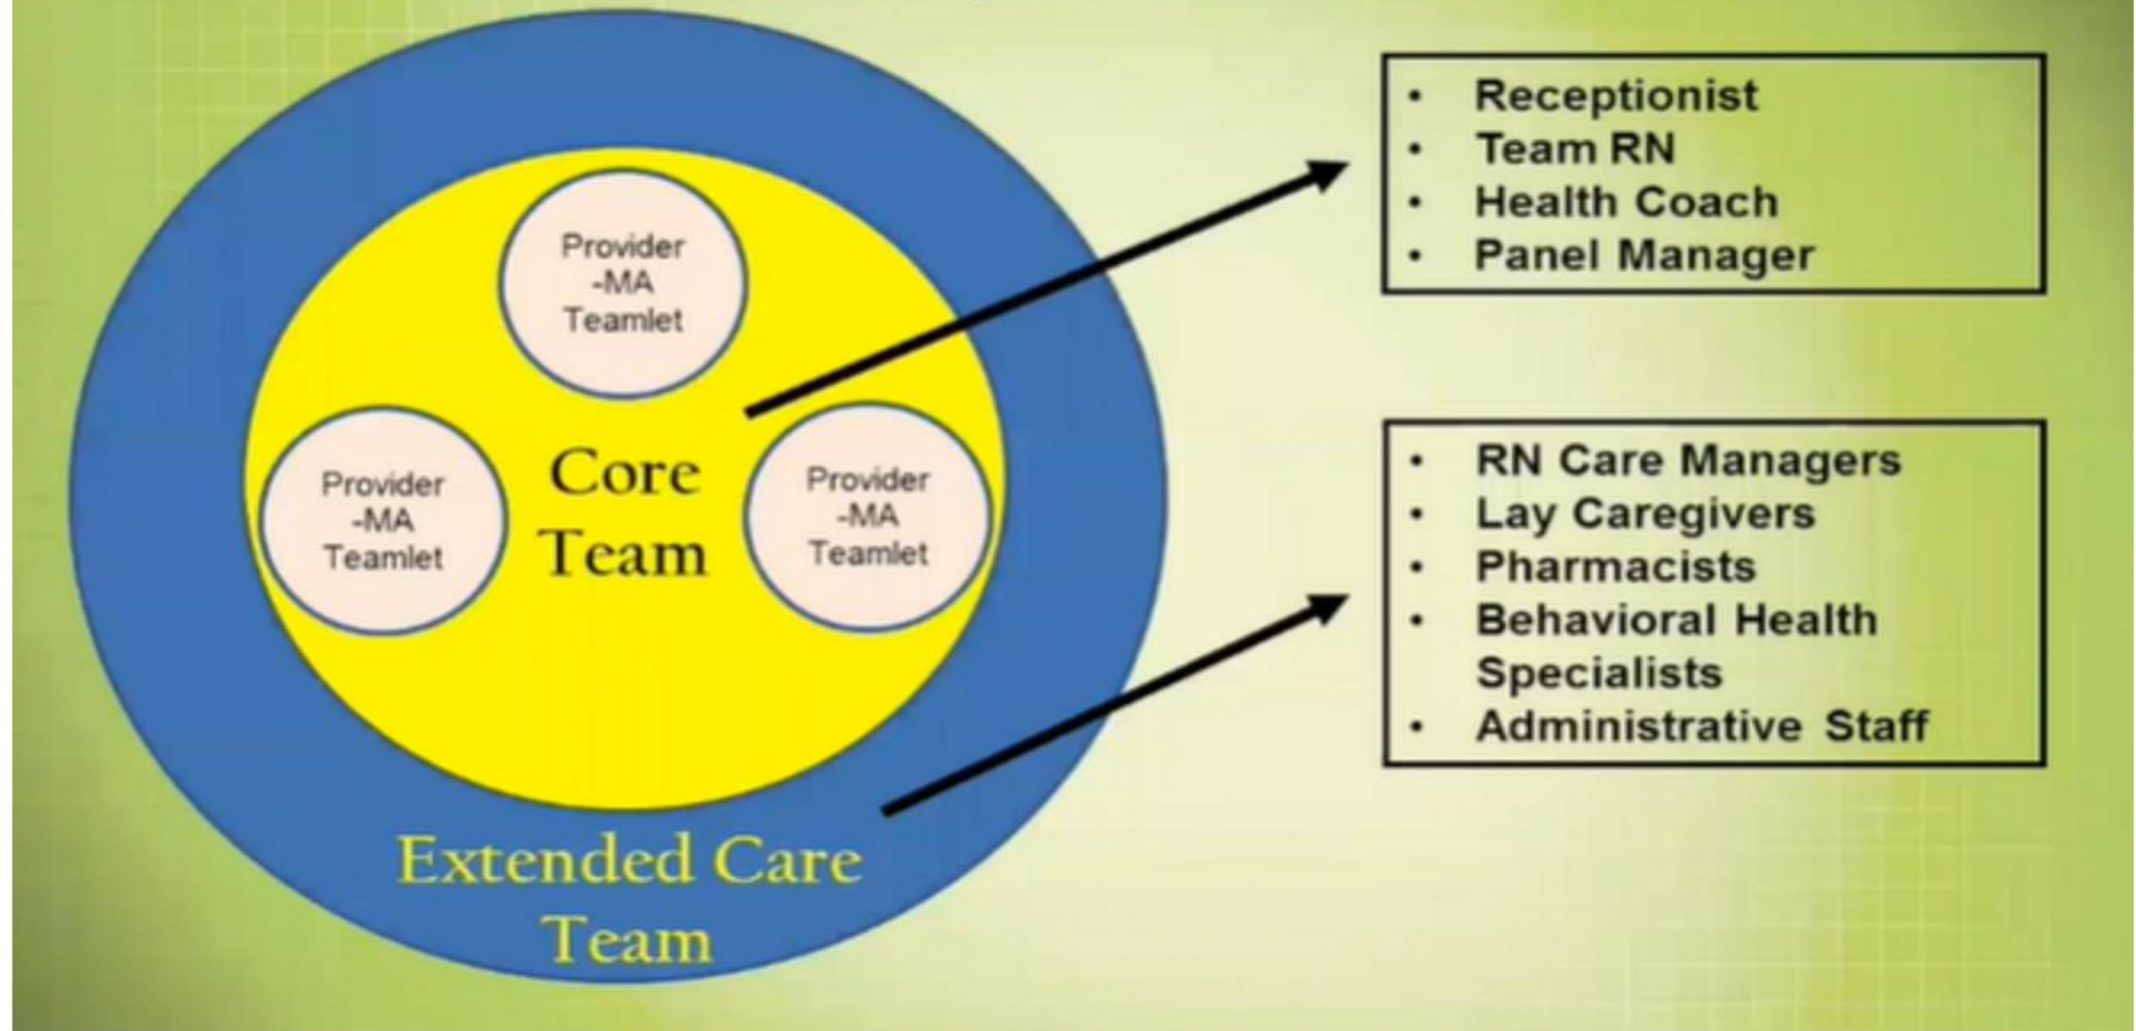 Provider
-MA
Teamlet
Provider
-MA
Teamlet
Core
Team
Provider
-MA
Teamlet
Extended Care
Team
• Receptionist
• Team RN
• Health Coach
• Panel Manager
• RN Care Managers
• Lay Caregivers
• Pharmacists
• Behavioral Health
Specialists
• Administrative Staff